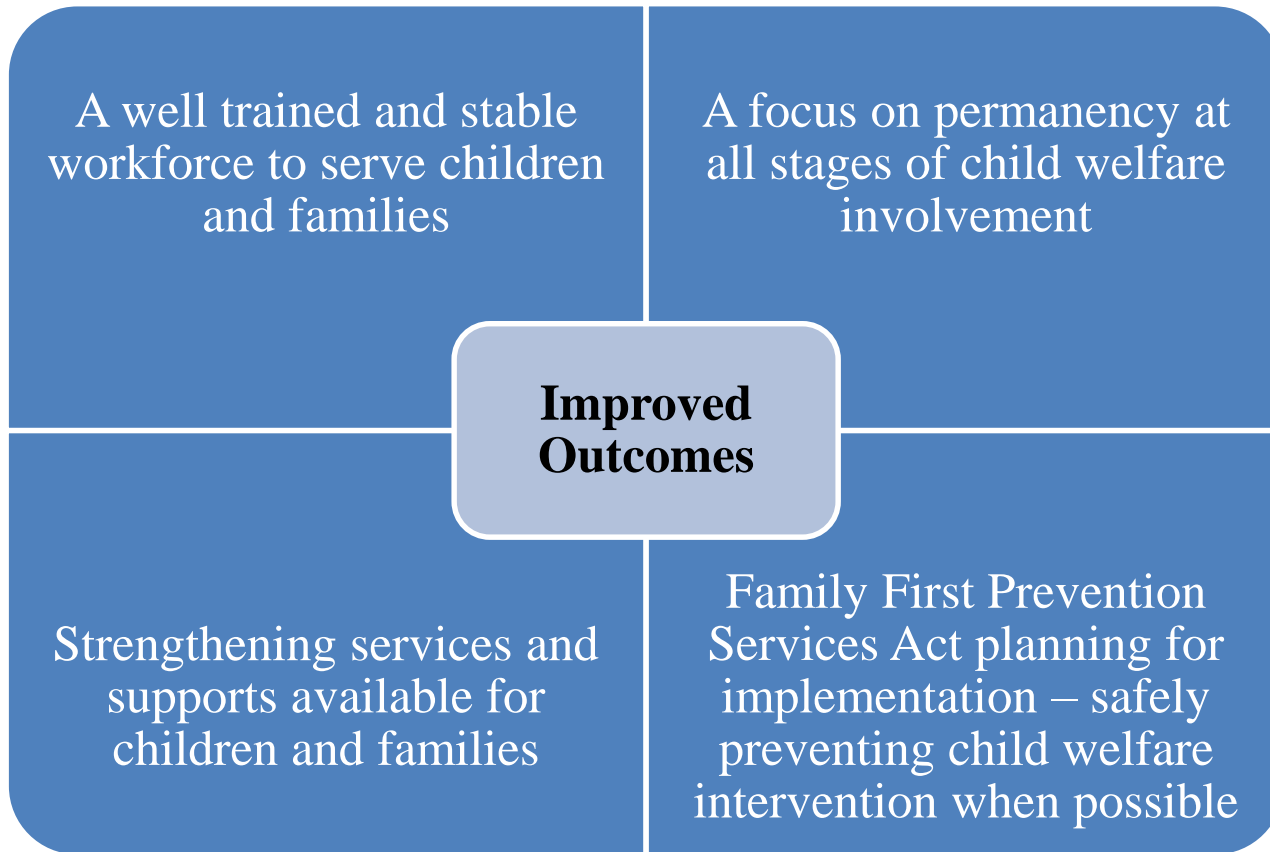 A well trained and stable
workforce to serve children
and families
A focus on permanency at
all stages of child welfare
involvement
Improved
Outcomes
Strengthening services and
supports available for
children and families
Family First Prevention
Services Act planning for
implementation – safely
preventing child welfare
intervention when possible